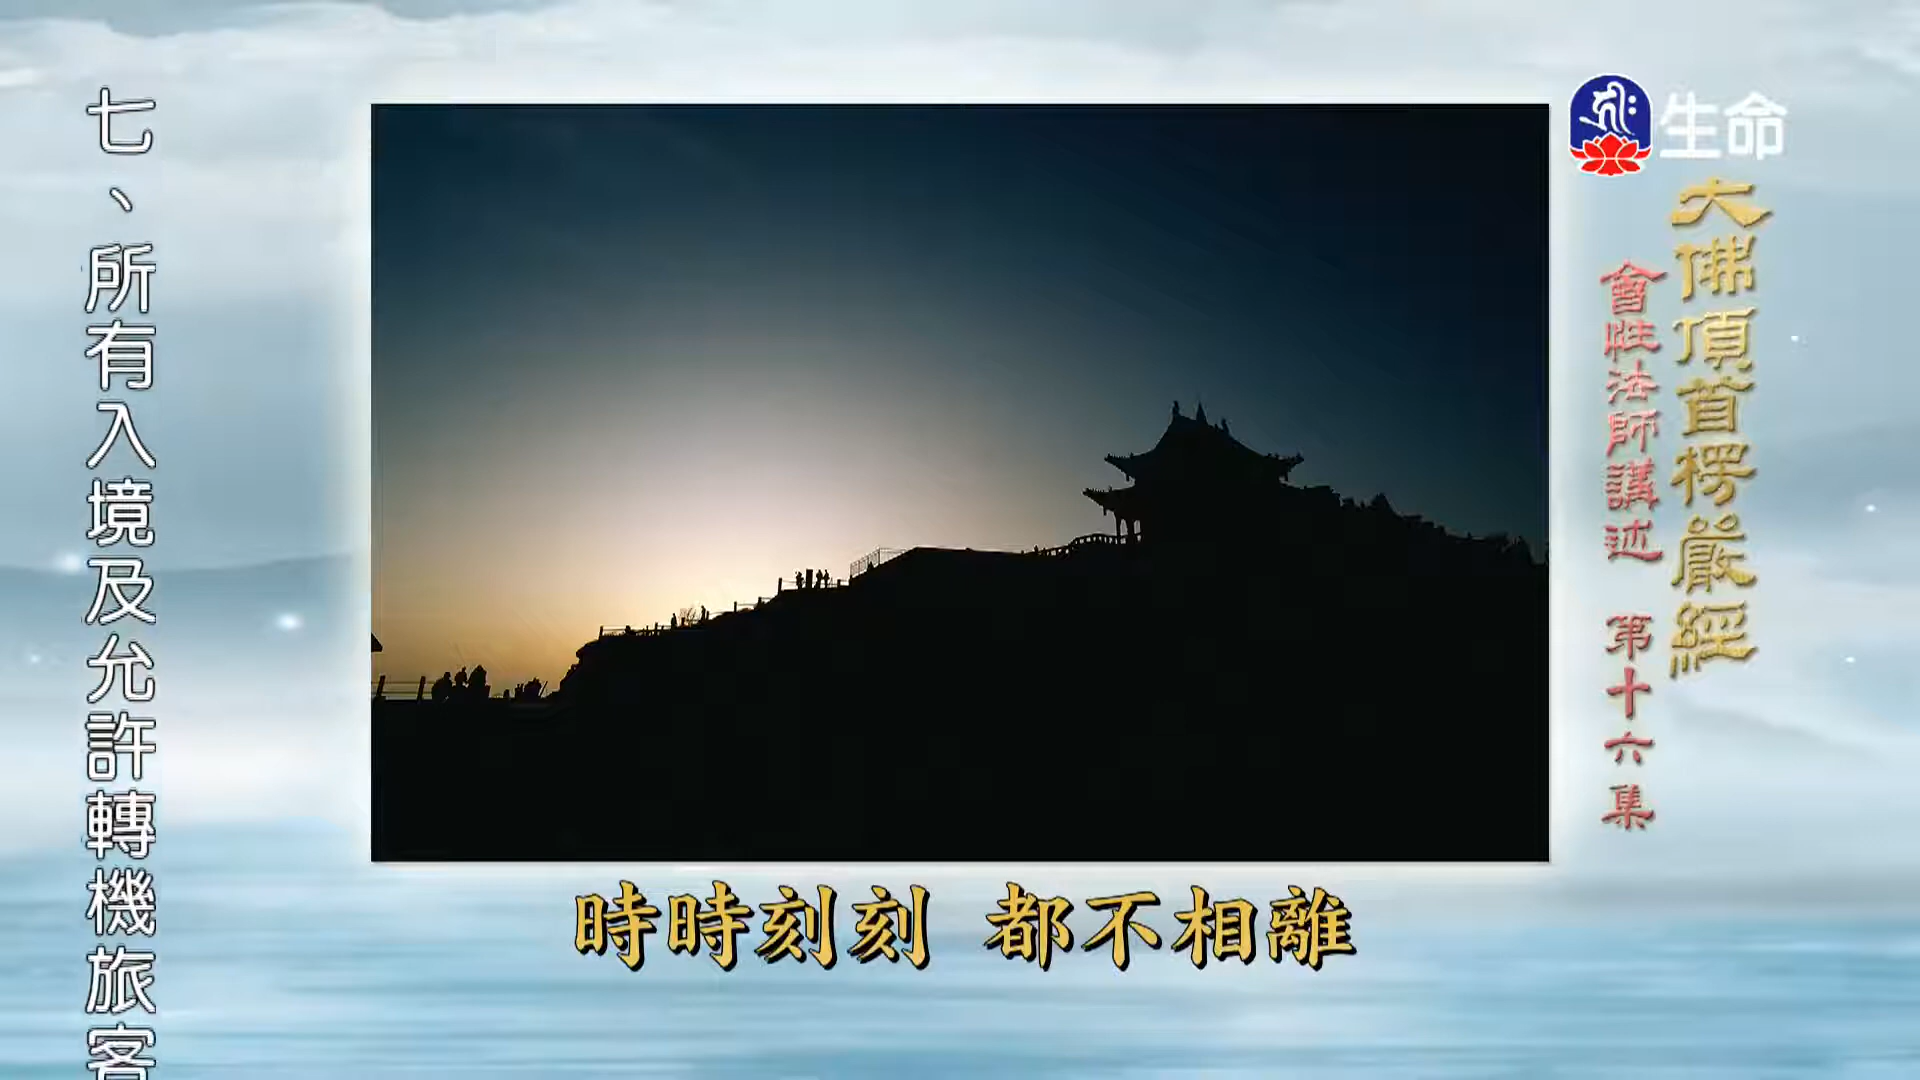 生命
大佛頂首楞嚴經
會性法師講述 第十六集
七、所有入境及允許轉機旅客
時時刻刻 都不相離